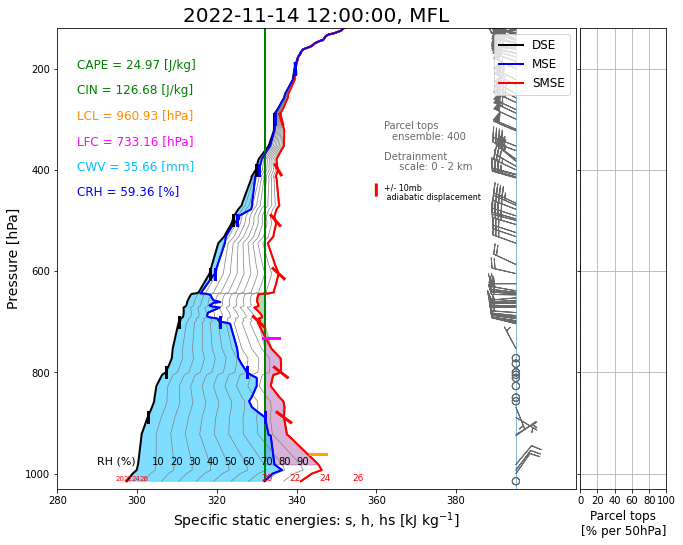 2022-11-14 12:00:00, MFL
DSE
MSE
SMSE
CAPE = 24.97 [J/kg]
CIN = 126.68 [J/kg]
LCL = 960.93 [hPa]
LFC = 733.16 [hPa]
CWV = 35.66 [mm]
CRH = 59.36 [%]
Parcel tops
ensemble: 400
Detrainment
scale: 0 - 2 km
+/- 10mb
adiabatic displacement
Pressure [hPa]
200
400
600
800
1000
RH (%) 10 20 30 40 50 60 70 80 90
20 22 24 26
280 300 320 340 360 380
Specific static energies: s, h, hs [kJ kg⁻¹]
0 20 40 60 80 100
Parcel tops
[% per 50hPa]